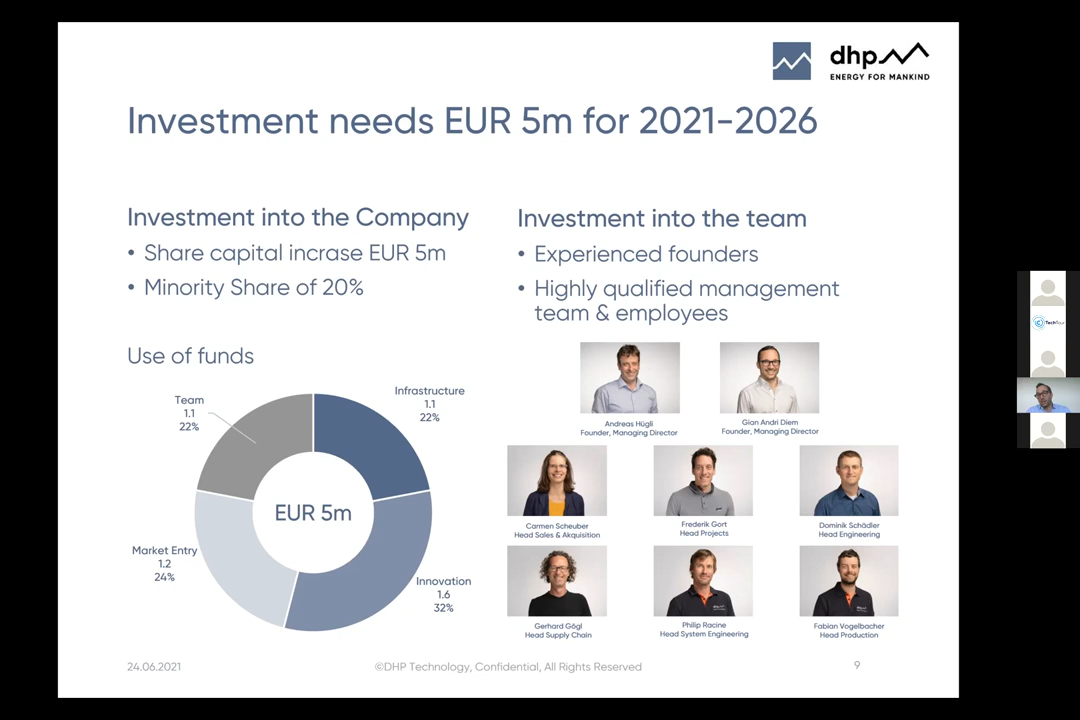 dhp
ENERGY FOR MANKIND
Investment needs EUR 5m for 2021-2026
Investment into the Company
• Share capital incrase EUR 5m
• Minority Share of 20%
Investment into the team
• Experienced founders
• Highly qualified management
team & employees
Use of funds
Infrastructure
1.1
22%
Team
1.1
22%
EUR 5m
Market Entry
1.2
24%
Innovation
1.6
32%
Andreas Hügli
Founder, Managing Director
Gian Andri Diem
Founder, Managing Director
Carmen Scheuber
Head Sales & Akquisition
Frederik Gort
Head Projects
Dominik Schädler
Head Engineering
Gerhard Gögl
Head Supply Chain
Philip Racine
Head System Engineering
Fabian Vogelbacher
Head Production
24.06.2021
©DHP Technology, Confidential, All Rights Reserved
9
TechTour